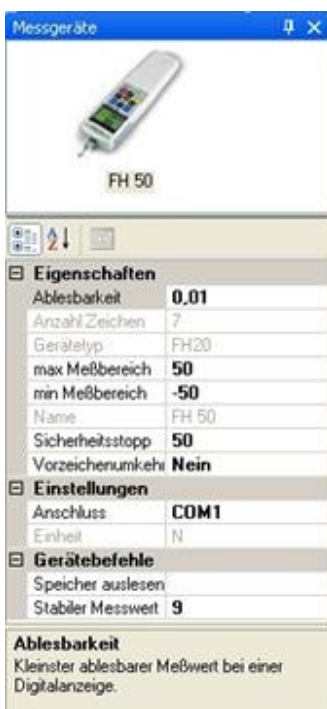 Messgeräte
FH 50
Eigenschaften
Ablesbarkeit 0,01
Anzahl Zeichen 7
Gerätetyp FH20
max Meßbereich 50
min Meßbereich -50
Name FH 50
Sicherheitsstopp 50
Vorzeichenumkehi Nein
Einstellungen
Anschluss COM1
Einheit N
Gerätebefehle
Speicher auslesen
Stabiler Messwert 9
Ablesbarkeit
Kleinster ablesbarer Meßwert bei einer
Digitalanzeige.